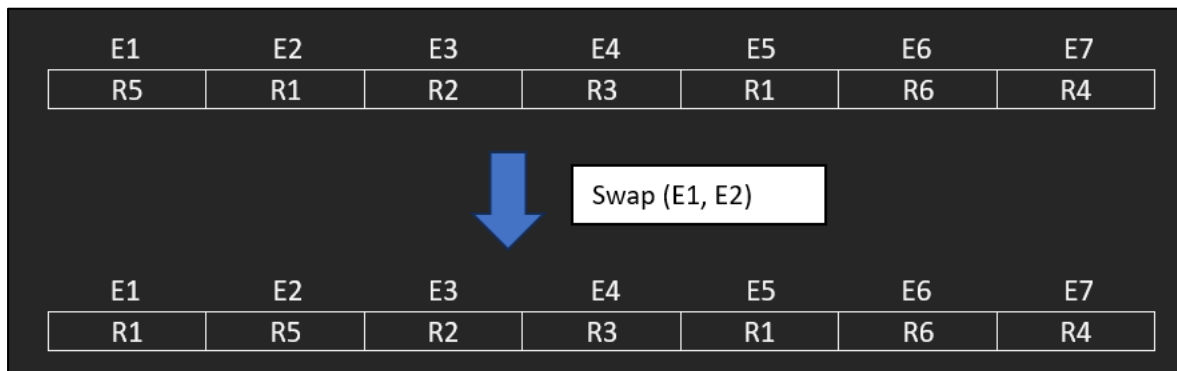 E1 E2 E3 E4 E5 E6 E7
R5 R1 R2 R3 R1 R6 R4
Swap (E1, E2)
E1 E2 E3 E4 E5 E6 E7
R1 R5 R2 R3 R1 R6 R4